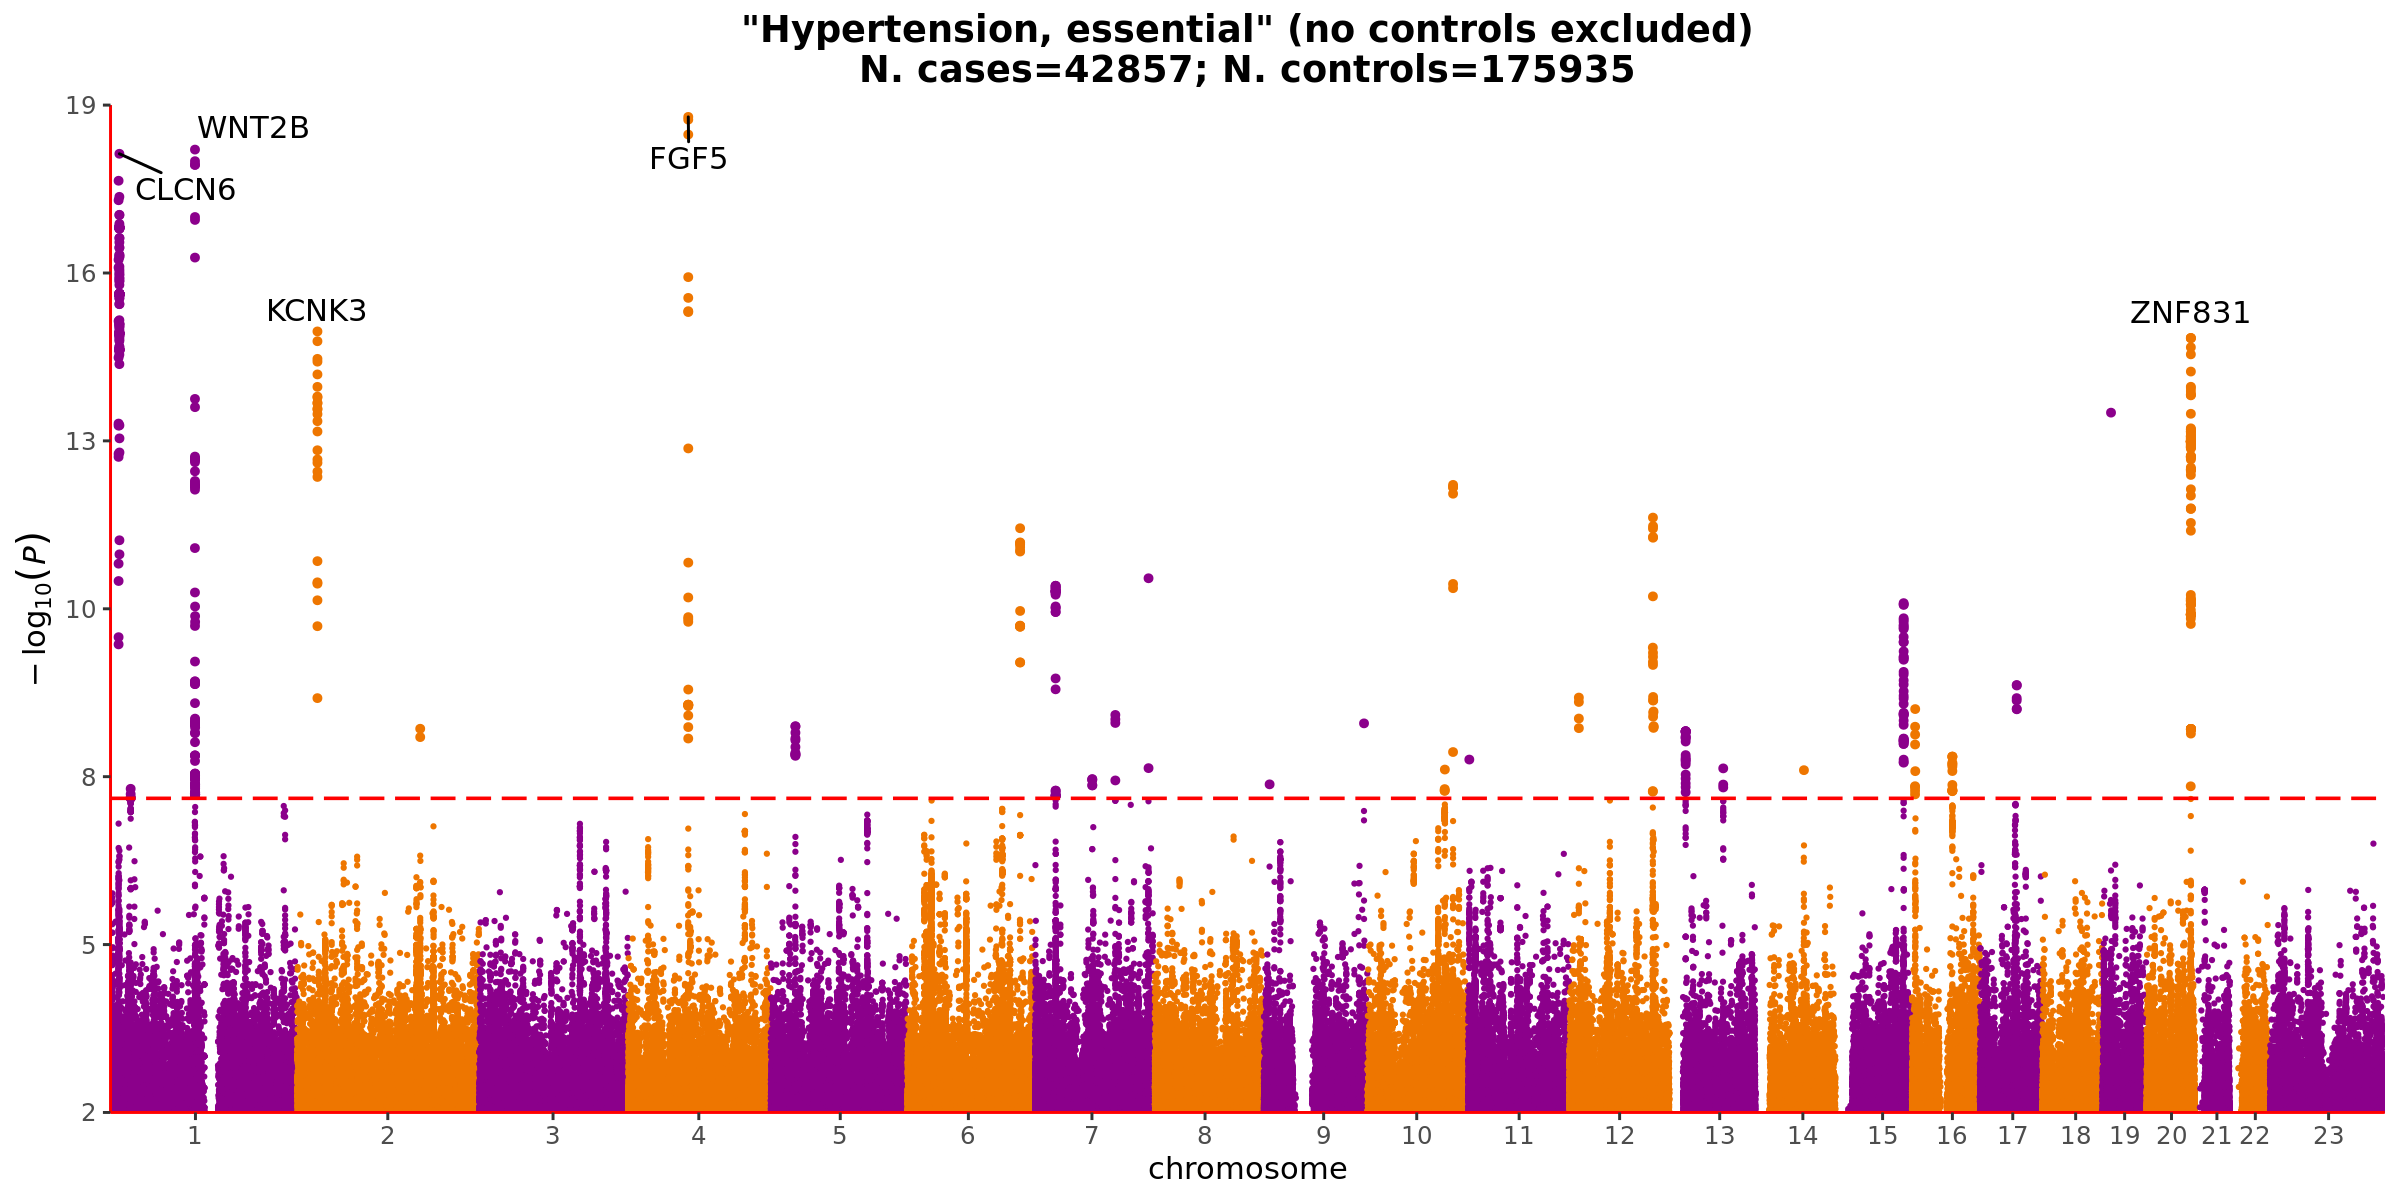 "Hypertension, essential" (no controls excluded)
N. cases=42857; N. controls=175935
19
WNT2B
CLCN6
FGF5
16
KCNK3
ZNF831
13
−log10(P)
10
8
5
2
1 2 3 4 5 6 7 8 9 10 11 12 13 14 15 16 17 18 19 20 21 22 23
chromosome